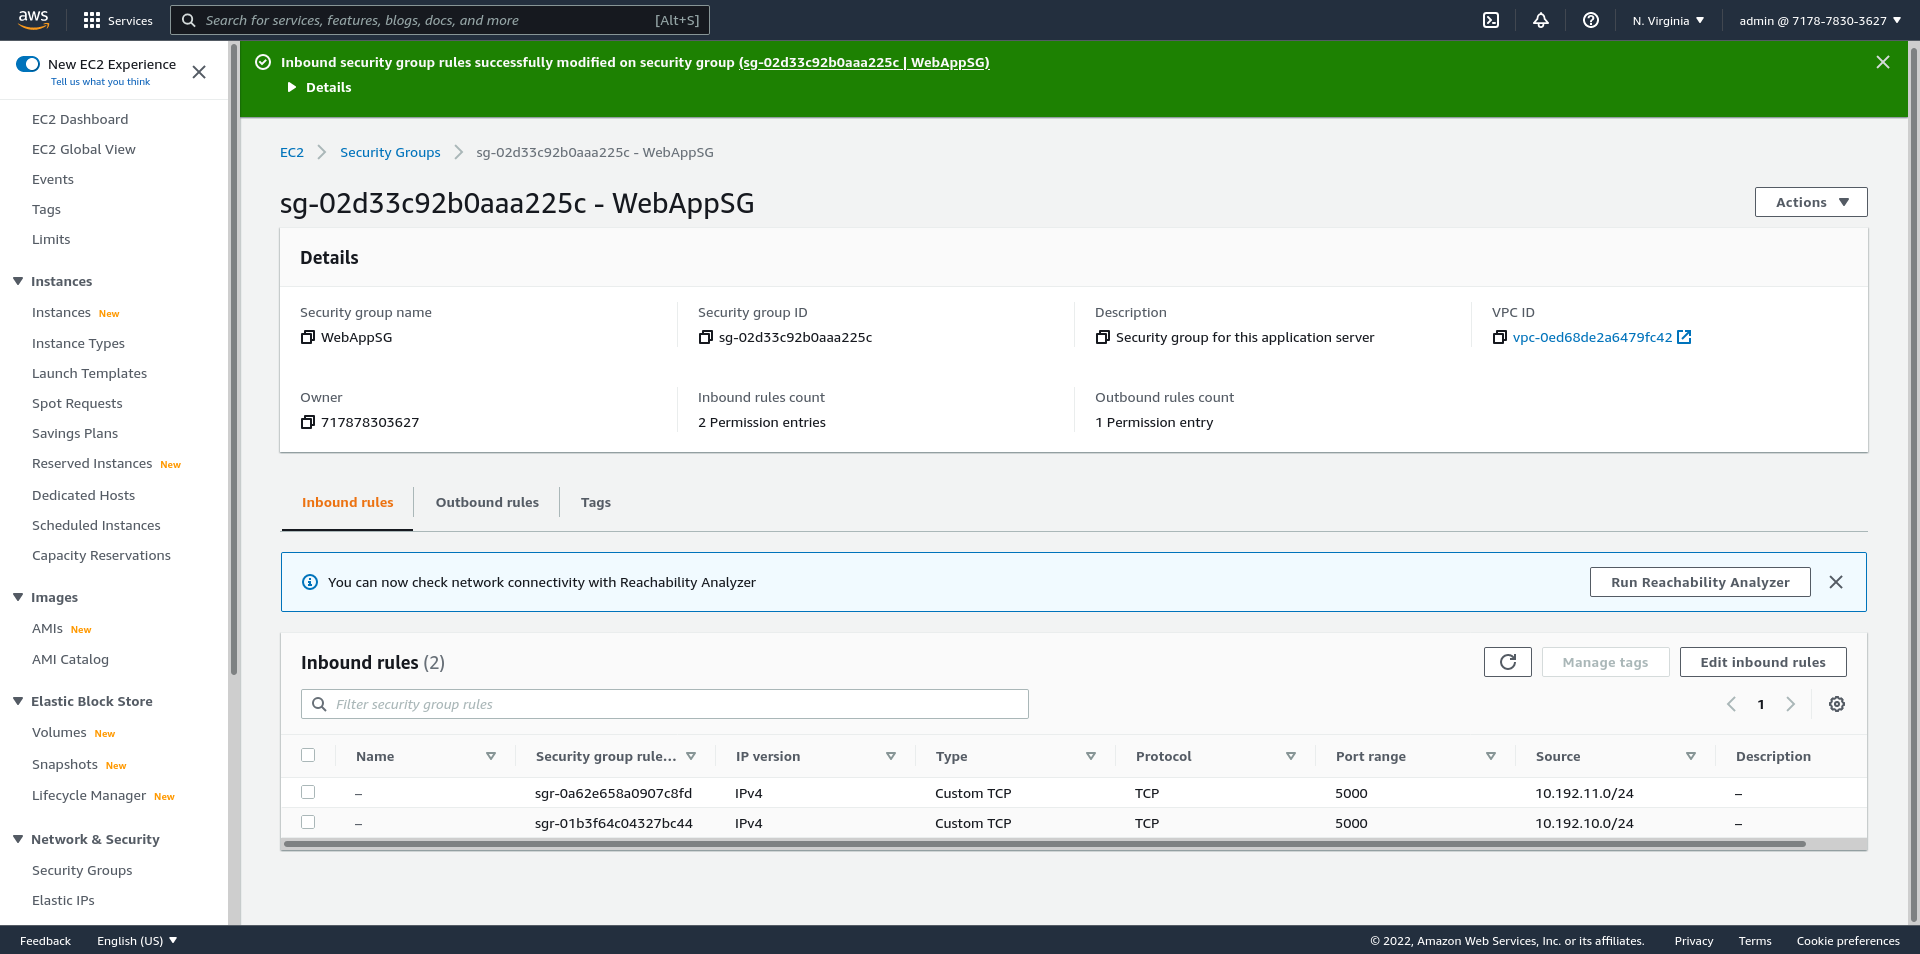 aws
Services
Search for services, features, blogs, docs, and more [Alt+S]
N. Virginia
admin @ 7178-7830-3627
New EC2 Experience
Tell us what you think
EC2 Dashboard
EC2 Global View
Events
Tags
Limits
Instances
Instances New
Instance Types
Launch Templates
Spot Requests
Savings Plans
Reserved Instances New
Dedicated Hosts
Scheduled Instances
Capacity Reservations
Images
AMIs New
AMI Catalog
Elastic Block Store
Volumes New
Snapshots New
Lifecycle Manager New
Network & Security
Security Groups
Elastic IPs
Inbound security group rules successfully modified on security group (sg-02d33c92b0aaa225c | WebAppSG)
Details
EC2 Security Groups sg-02d33c92b0aaa225c - WebAppSG
sg-02d33c92b0aaa225c - WebAppSG
Actions
Details
Security group name
WebAppSG
Security group ID
sg-02d33c92b0aaa225c
Description
Security group for this application server
VPC ID
vpc-0ed68de2a6479fc42
Owner
717878303627
Inbound rules count
2 Permission entries
Outbound rules count
1 Permission entry
Inbound rules
Outbound rules
Tags
You can now check network connectivity with Reachability Analyzer
Run Reachability Analyzer
Inbound rules (2)
Manage tags
Edit inbound rules
Filter security group rules
1
Name Security group rule... IP version Type Protocol Port range Source Description
– sgr-0a62e658a0907c8fd IPv4 Custom TCP TCP 5000 10.192.11.0/24 –
– sgr-01b3f64c04327bc44 IPv4 Custom TCP TCP 5000 10.192.10.0/24 –
Feedback
English (US)
© 2022, Amazon Web Services, Inc. or its affiliates.
Privacy
Terms
Cookie preferences